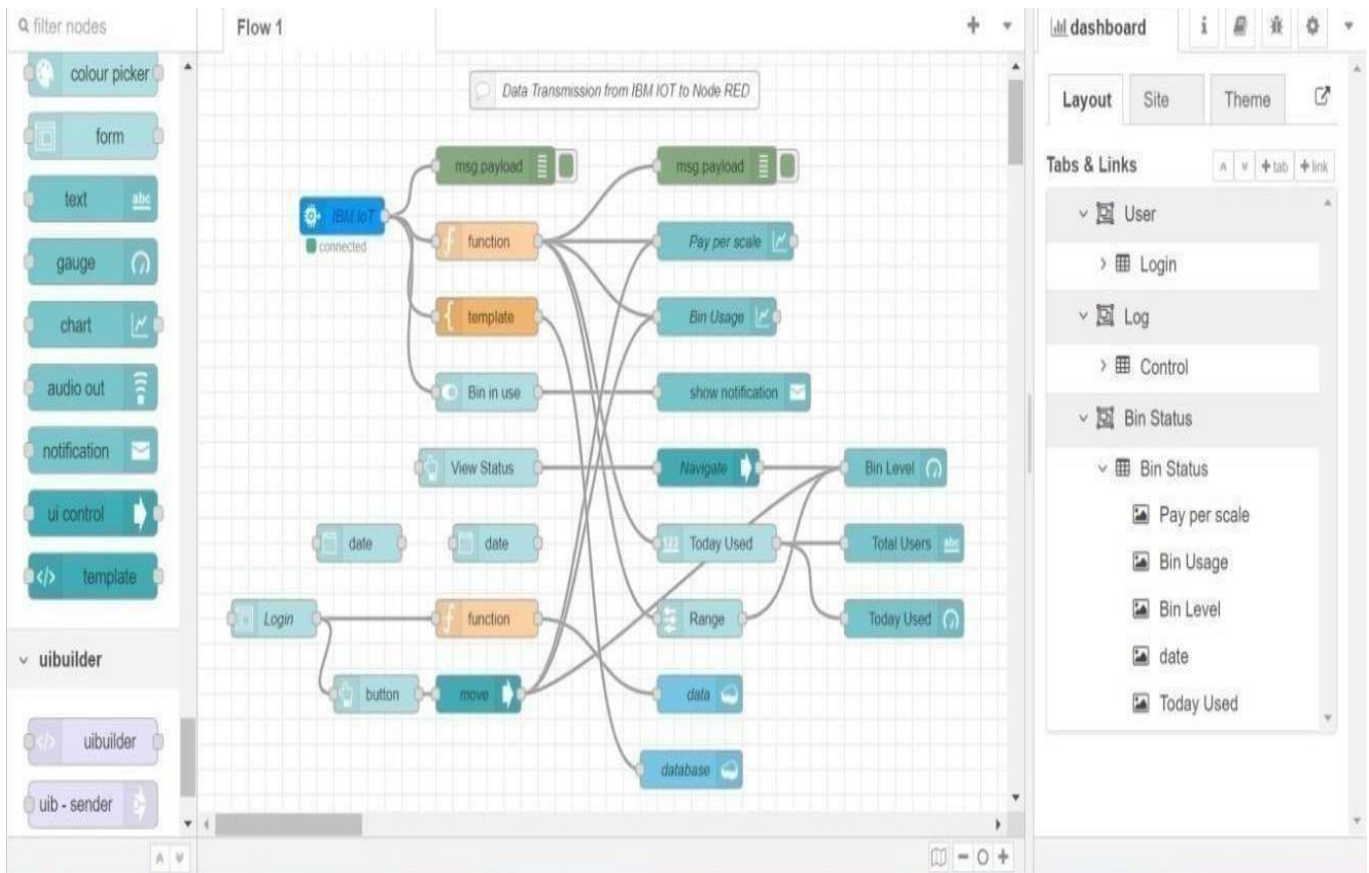 filter nodes
colour picker
form
text
abc
gauge
chart
audio out
notification
ui control
template
uibuilder
uibuilder
uib - sender
Flow 1
Data Transmission from IBM IOT to Node RED
msg.payload
msg.payload
IBM IoT
connected
function
Pay per scale
template
Bin Usage
Bin in use
show notification
View Status
Navigate
Bin Level
date
date
123
Today Used
Total Users
abc
Login
function
Range
Today Used
button
move
data
database
dashboard
i
Layout
Site
Theme
Tabs & Links
+tab
+link
User
Login
Log
Control
Bin Status
Bin Status
Pay per scale
Bin Usage
Bin Level
date
Today Used